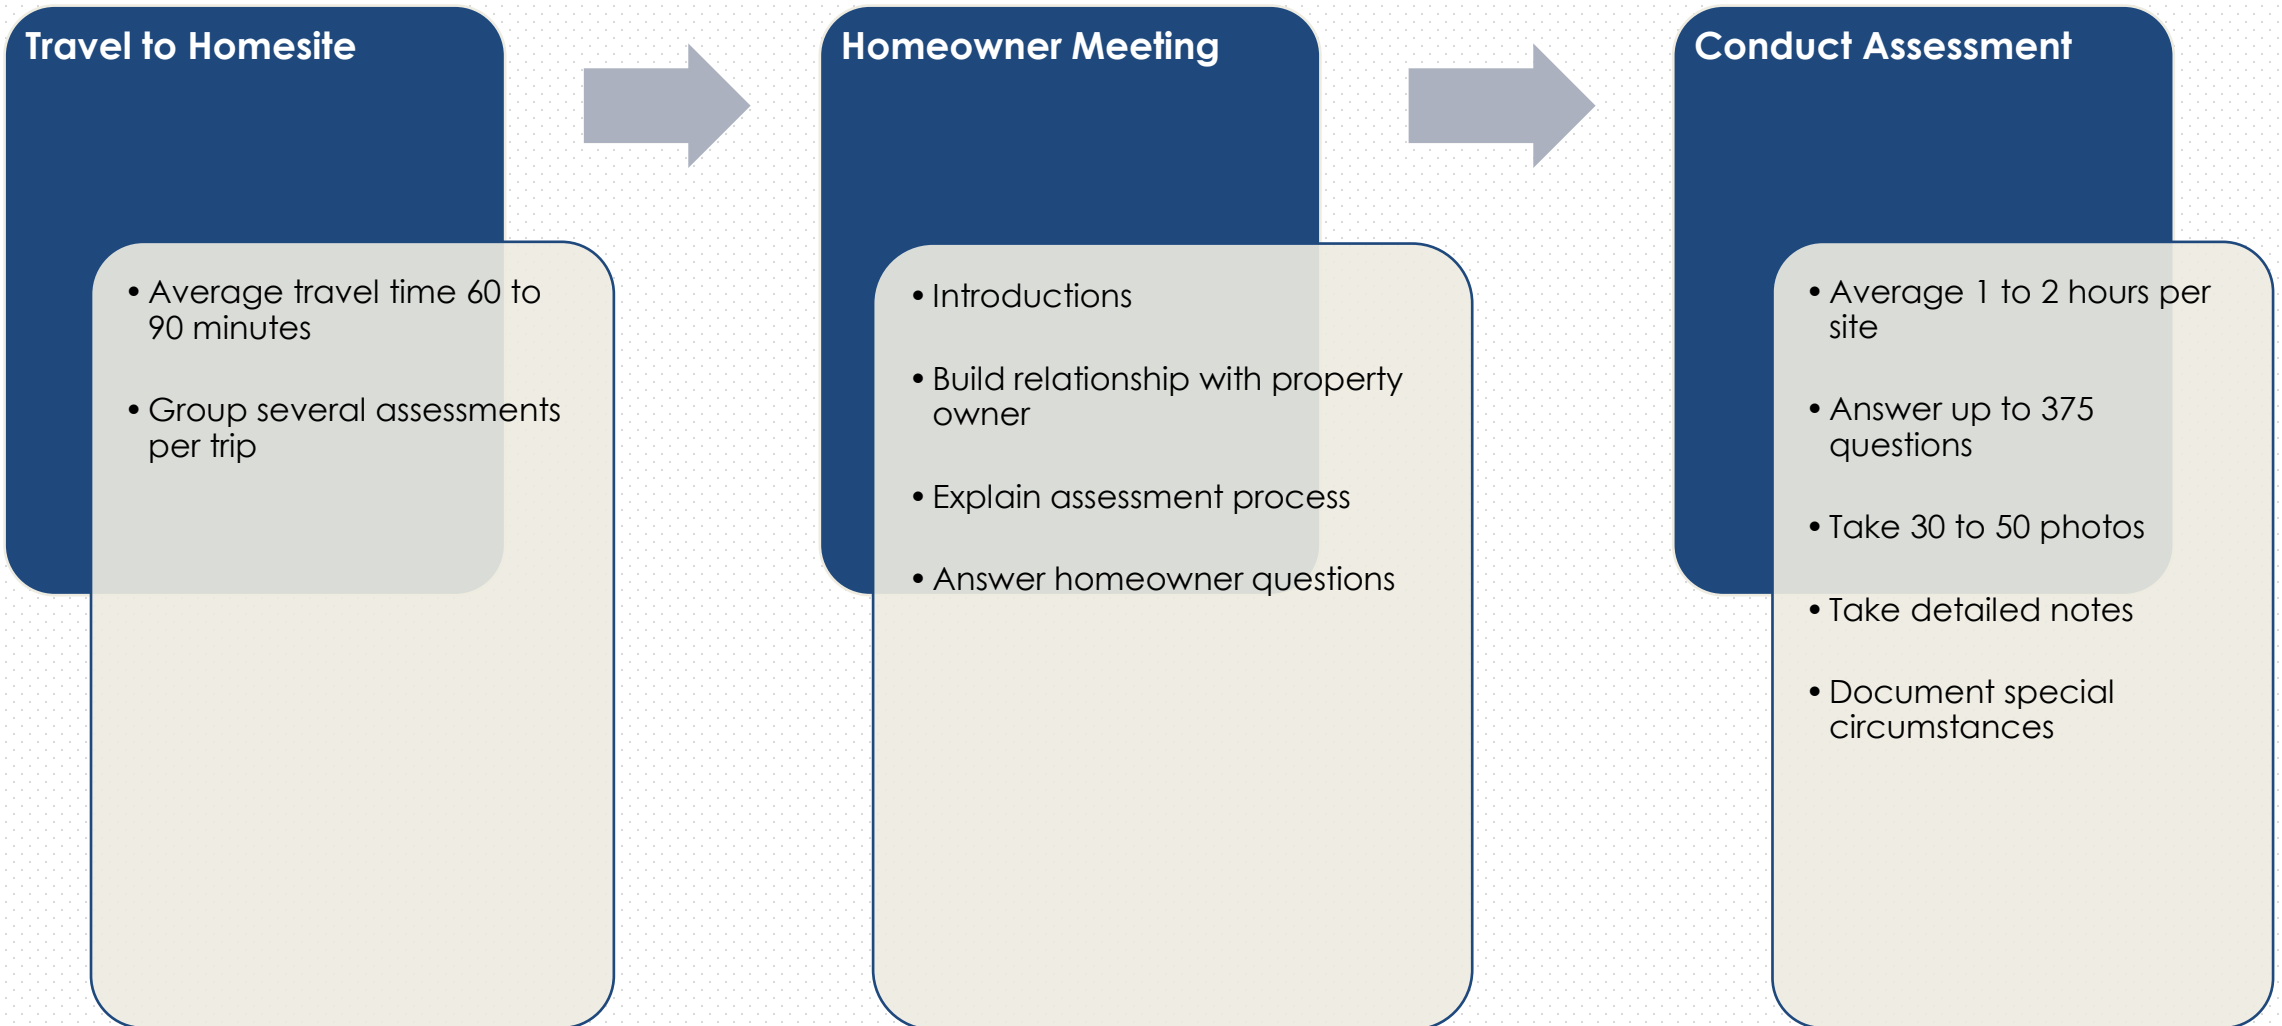 Travel to Homesite
• Average travel time 60 to
90 minutes
• Group several assessments
per trip
Homeowner Meeting
• Introductions
• Build relationship with property
owner
• Explain assessment process
• Answer homeowner questions
Conduct Assessment
• Average 1 to 2 hours per
site
• Answer up to 375
questions
• Take 30 to 50 photos
• Take detailed notes
• Document special
circumstances